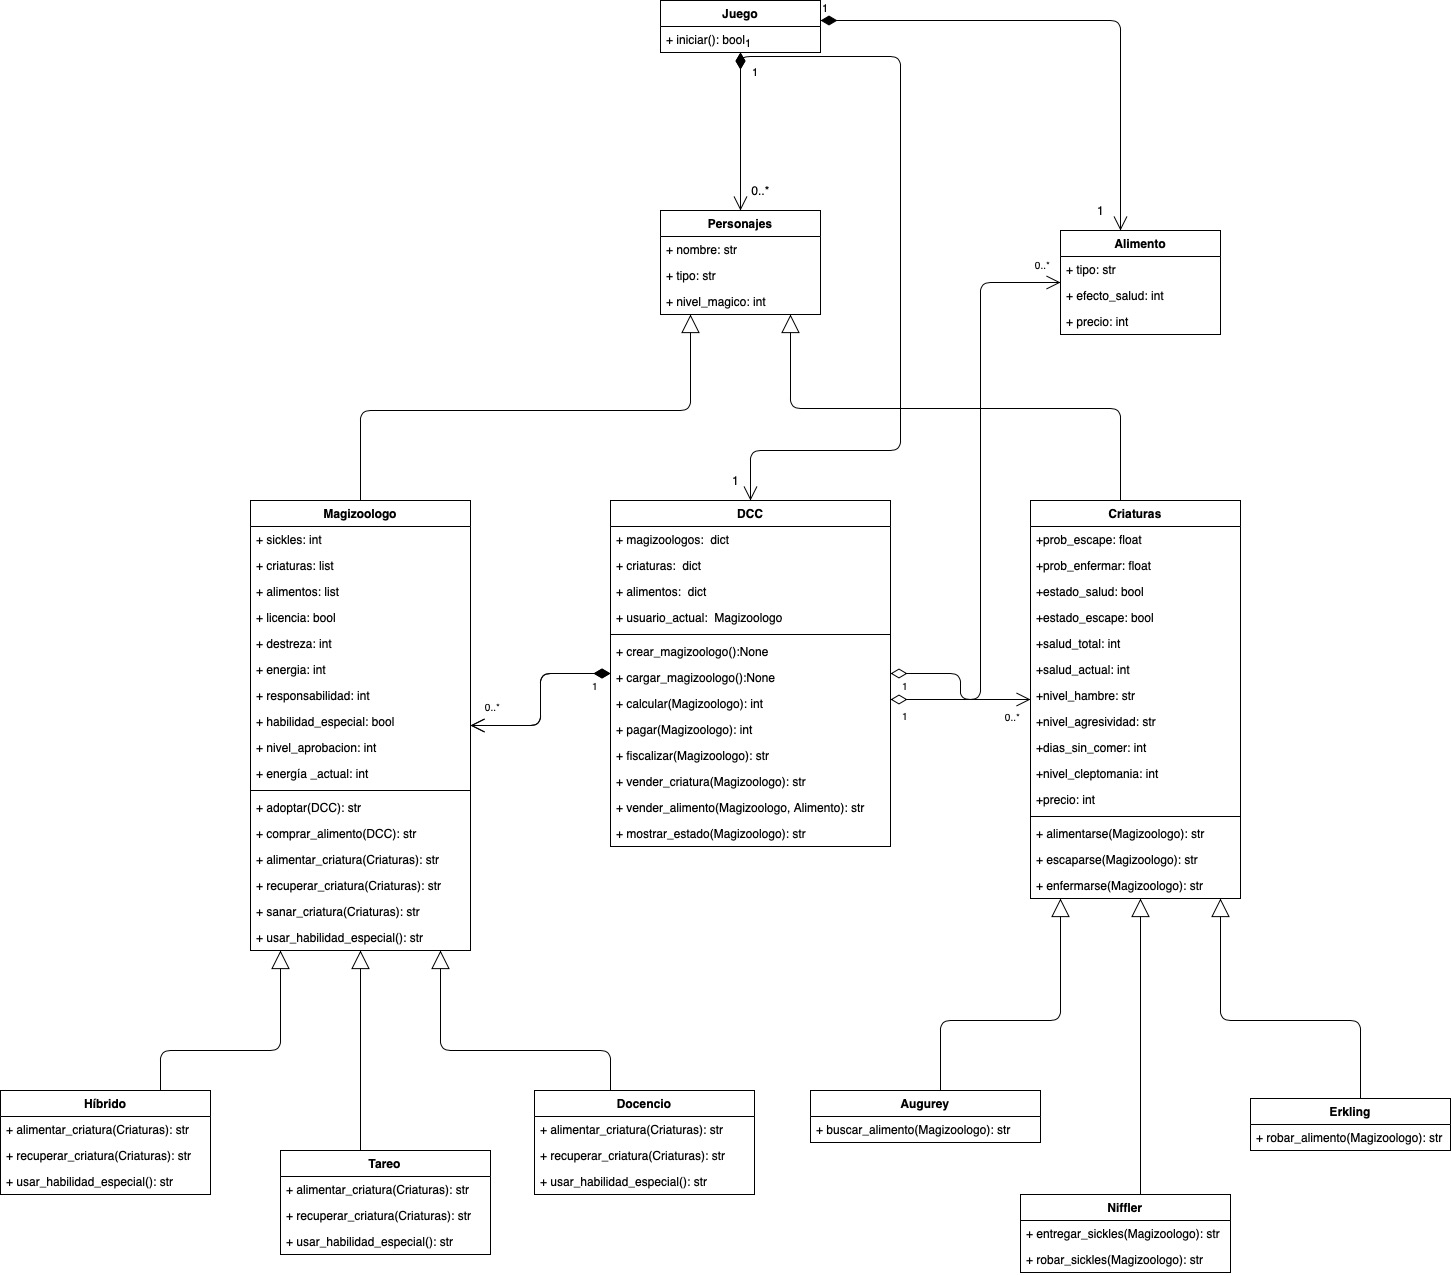 Juego
+ iniciar(): bool
1
1
1
1
0..*
1
Personajes
+ nombre: str
+ tipo: str
+ nivel_magico: int
Alimento
+ tipo: str
+ efecto_salud: int
+ precio: int
0..*
1
Magizoologo
+ sickles: int
+ criaturas: list
+ alimentos: list
+ licencia: bool
+ destreza: int
+ energia: int
+ responsabilidad: int
+ habilidad_especial: bool
+ nivel_aprobacion: int
+ energía _actual: int
+ adoptar(DCC): str
+ comprar_alimento(DCC): str
+ alimentar_criatura(Criaturas): str
+ recuperar_criatura(Criaturas): str
+ sanar_criatura(Criaturas): str
+ usar_habilidad_especial(): str
0..*
1
DCC
+ magizoologos:  dict
+ criaturas:  dict
+ alimentos:  dict
+ usuario_actual:  Magizoologo
+ crear_magizoologo():None
+ cargar_magizoologo():None
+ calcular(Magizoologo): int
+ pagar(Magizoologo): int
+ fiscalizar(Magizoologo): str
+ vender_criatura(Magizoologo): str
+ vender_alimento(Magizoologo, Alimento): str
+ mostrar_estado(Magizoologo): str
1
1
0..*
Criaturas
+prob_escape: float
+prob_enfermar: float
+estado_salud: bool
+estado_escape: bool
+salud_total: int
+salud_actual: int
+nivel_hambre: str
+nivel_agresividad: str
+dias_sin_comer: int
+nivel_cleptomania: int
+precio: int
+ alimentarse(Magizoologo): str
+ escaparse(Magizoologo): str
+ enfermarse(Magizoologo): str
Híbrido
+ alimentar_criatura(Criaturas): str
+ recuperar_criatura(Criaturas): str
+ usar_habilidad_especial(): str
Tareo
+ alimentar_criatura(Criaturas): str
+ recuperar_criatura(Criaturas): str
+ usar_habilidad_especial(): str
Docencio
+ alimentar_criatura(Criaturas): str
+ recuperar_criatura(Criaturas): str
+ usar_habilidad_especial(): str
Augurey
+ buscar_alimento(Magizoologo): str
Niffler
+ entregar_sickles(Magizoologo): str
+ robar_sickles(Magizoologo): str
Erkling
+ robar_alimento(Magizoologo): str